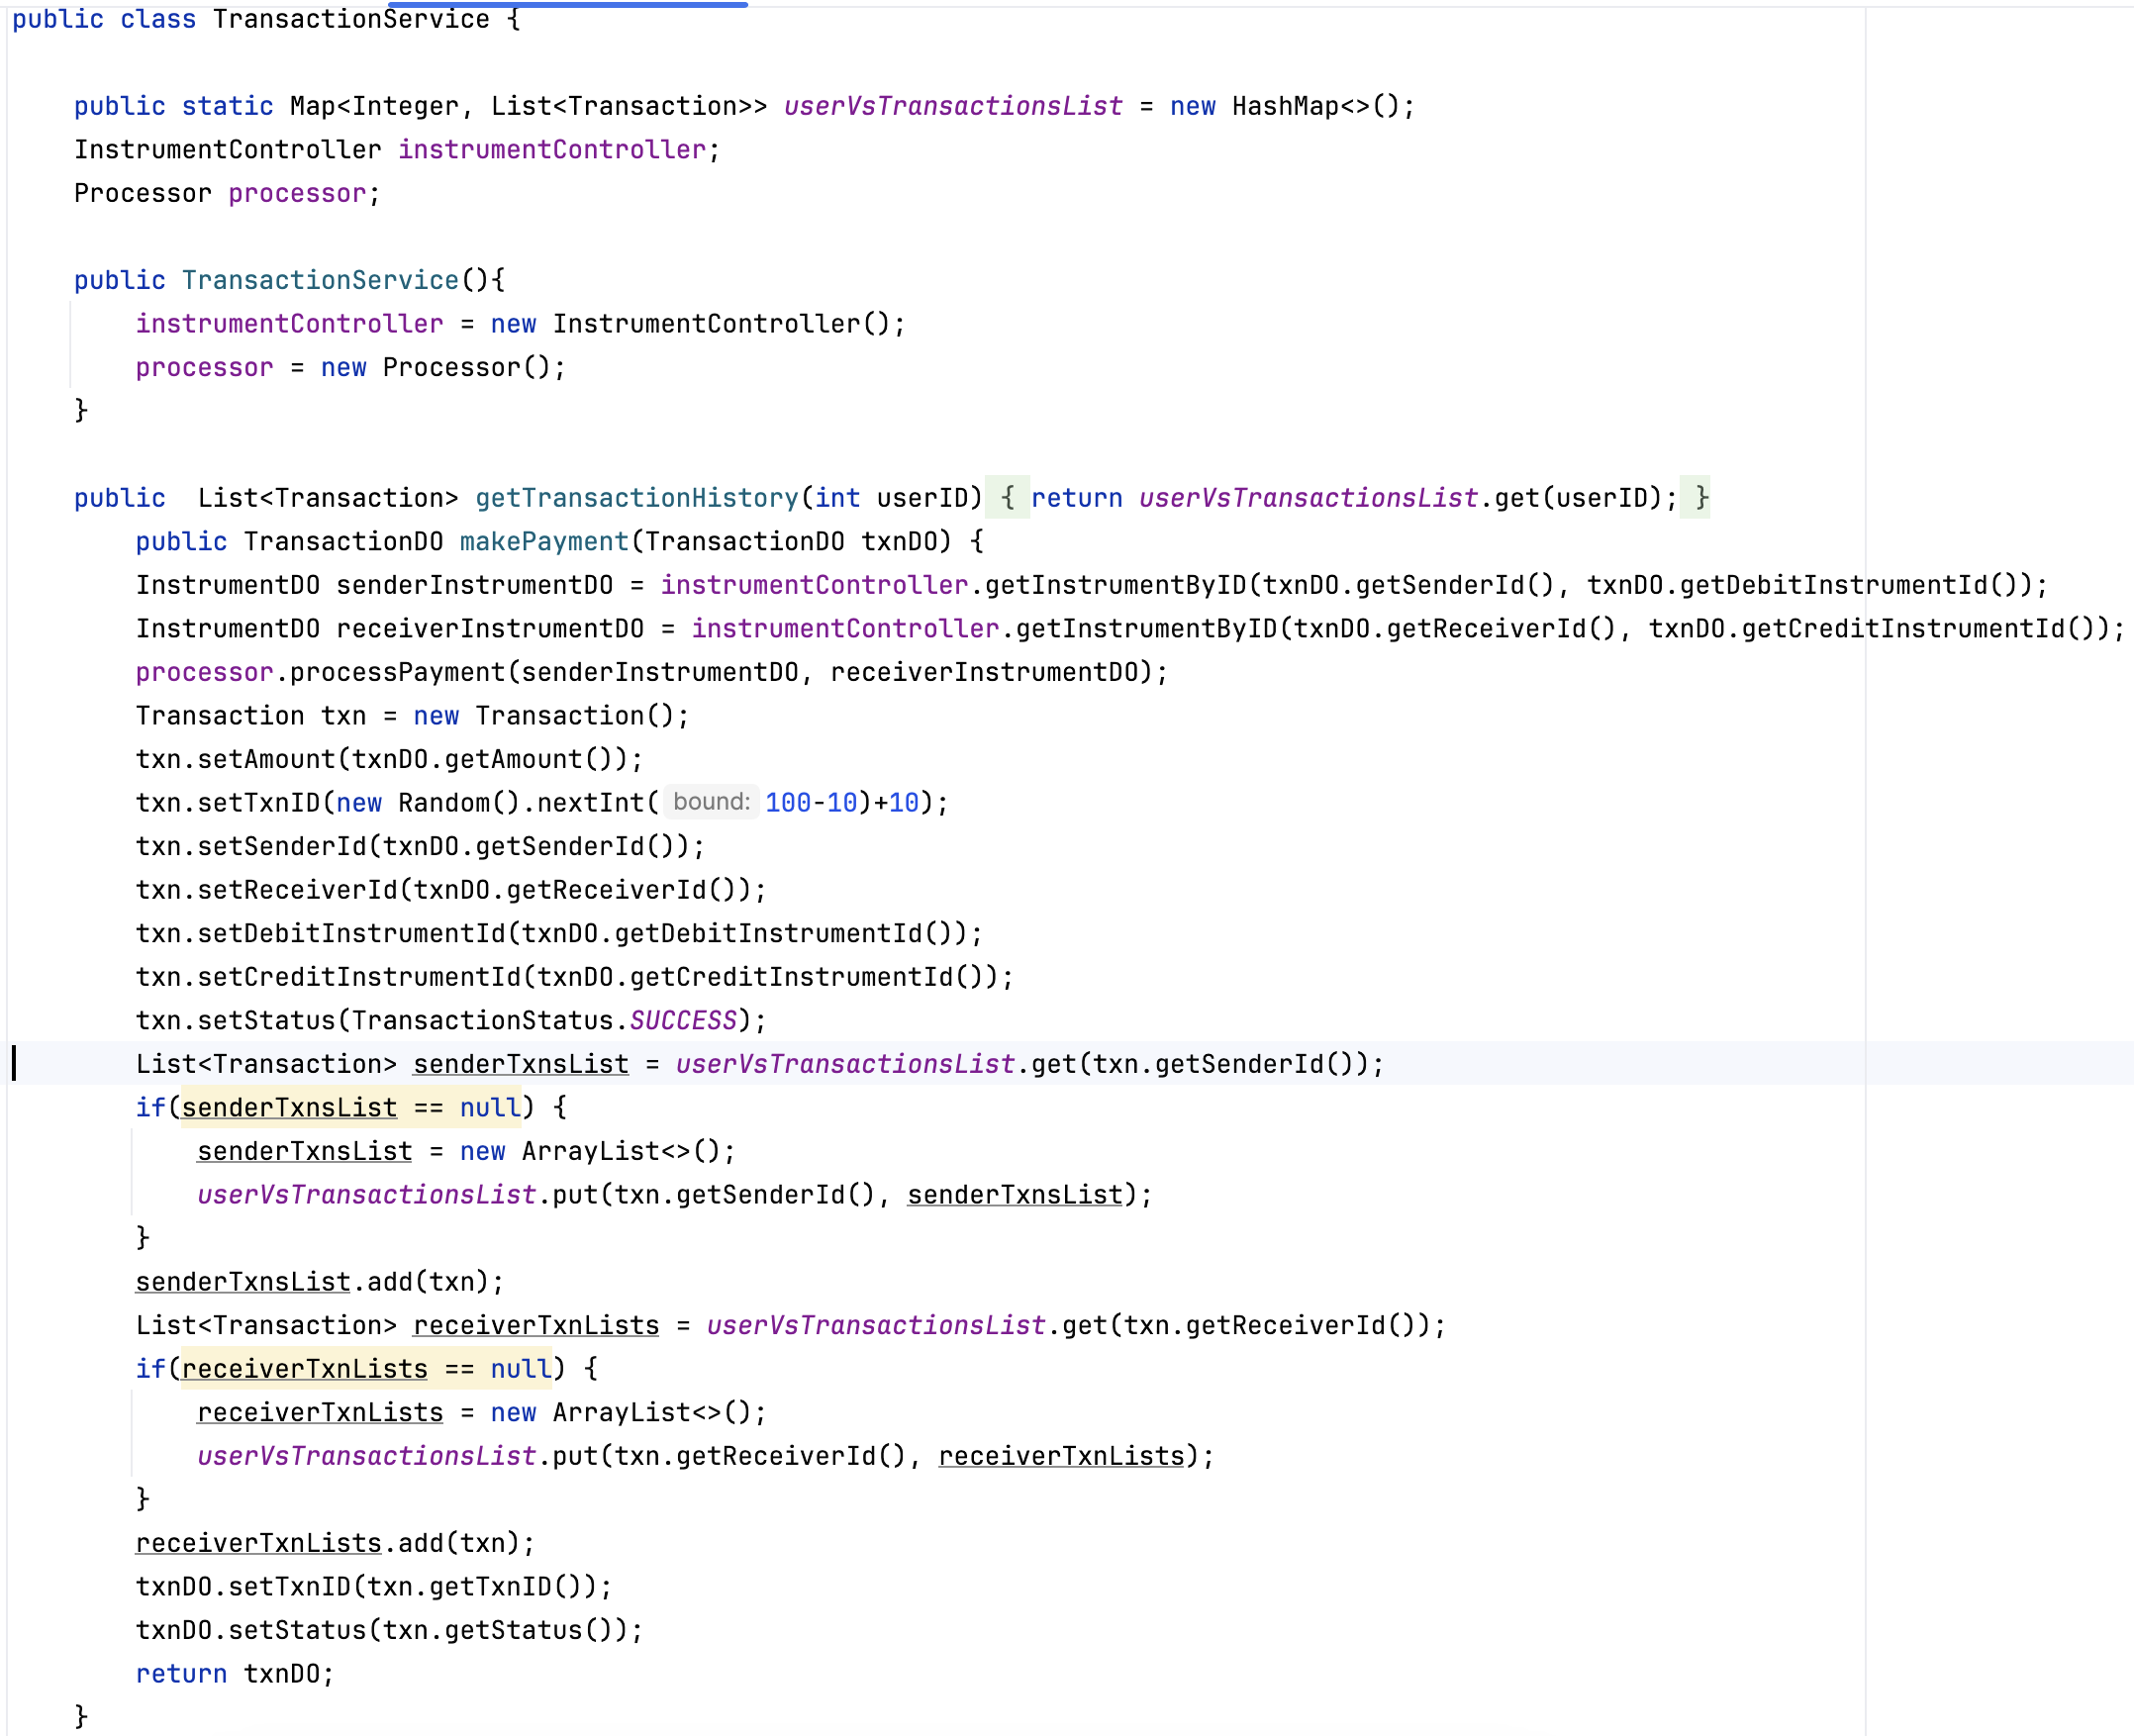 public class TransactionService {
public static Map<Integer, List<Transaction>> userVsTransactionsList = new HashMap<>();
InstrumentController instrumentController;
Processor processor;
public TransactionService(){
instrumentController = new InstrumentController();
processor = new Processor();
}
public  List<Transaction> getTransactionHistory(int userID) { return userVsTransactionsList.get(userID); }
public TransactionDO makePayment(TransactionDO txnDO) {
InstrumentDO senderInstrumentDO = instrumentController.getInstrumentByID(txnDO.getSenderId(), txnDO.getDebitInstrumentId());
InstrumentDO receiverInstrumentDO = instrumentController.getInstrumentByID(txnDO.getReceiverId(), txnDO.getCreditInstrumentId());
processor.processPayment(senderInstrumentDO, receiverInstrumentDO);
Transaction txn = new Transaction();
txn.setAmount(txnDO.getAmount());
txn.setTxnID(new Random().nextInt( bound: 100-10)+10);
txn.setSenderId(txnDO.getSenderId());
txn.setReceiverId(txnDO.getReceiverId());
txn.setDebitInstrumentId(txnDO.getDebitInstrumentId());
txn.setCreditInstrumentId(txnDO.getCreditInstrumentId());
txn.setStatus(TransactionStatus.SUCCESS);
List<Transaction> senderTxnsList = userVsTransactionsList.get(txn.getSenderId());
if(senderTxnsList == null) {
senderTxnsList = new ArrayList<>();
userVsTransactionsList.put(txn.getSenderId(), senderTxnsList);
}
senderTxnsList.add(txn);
List<Transaction> receiverTxnLists = userVsTransactionsList.get(txn.getReceiverId());
if(receiverTxnLists == null) {
receiverTxnLists = new ArrayList<>();
userVsTransactionsList.put(txn.getReceiverId(), receiverTxnLists);
}
receiverTxnLists.add(txn);
txnDO.setTxnID(txn.getTxnID());
txnDO.setStatus(txn.getStatus());
return txnDO;
}